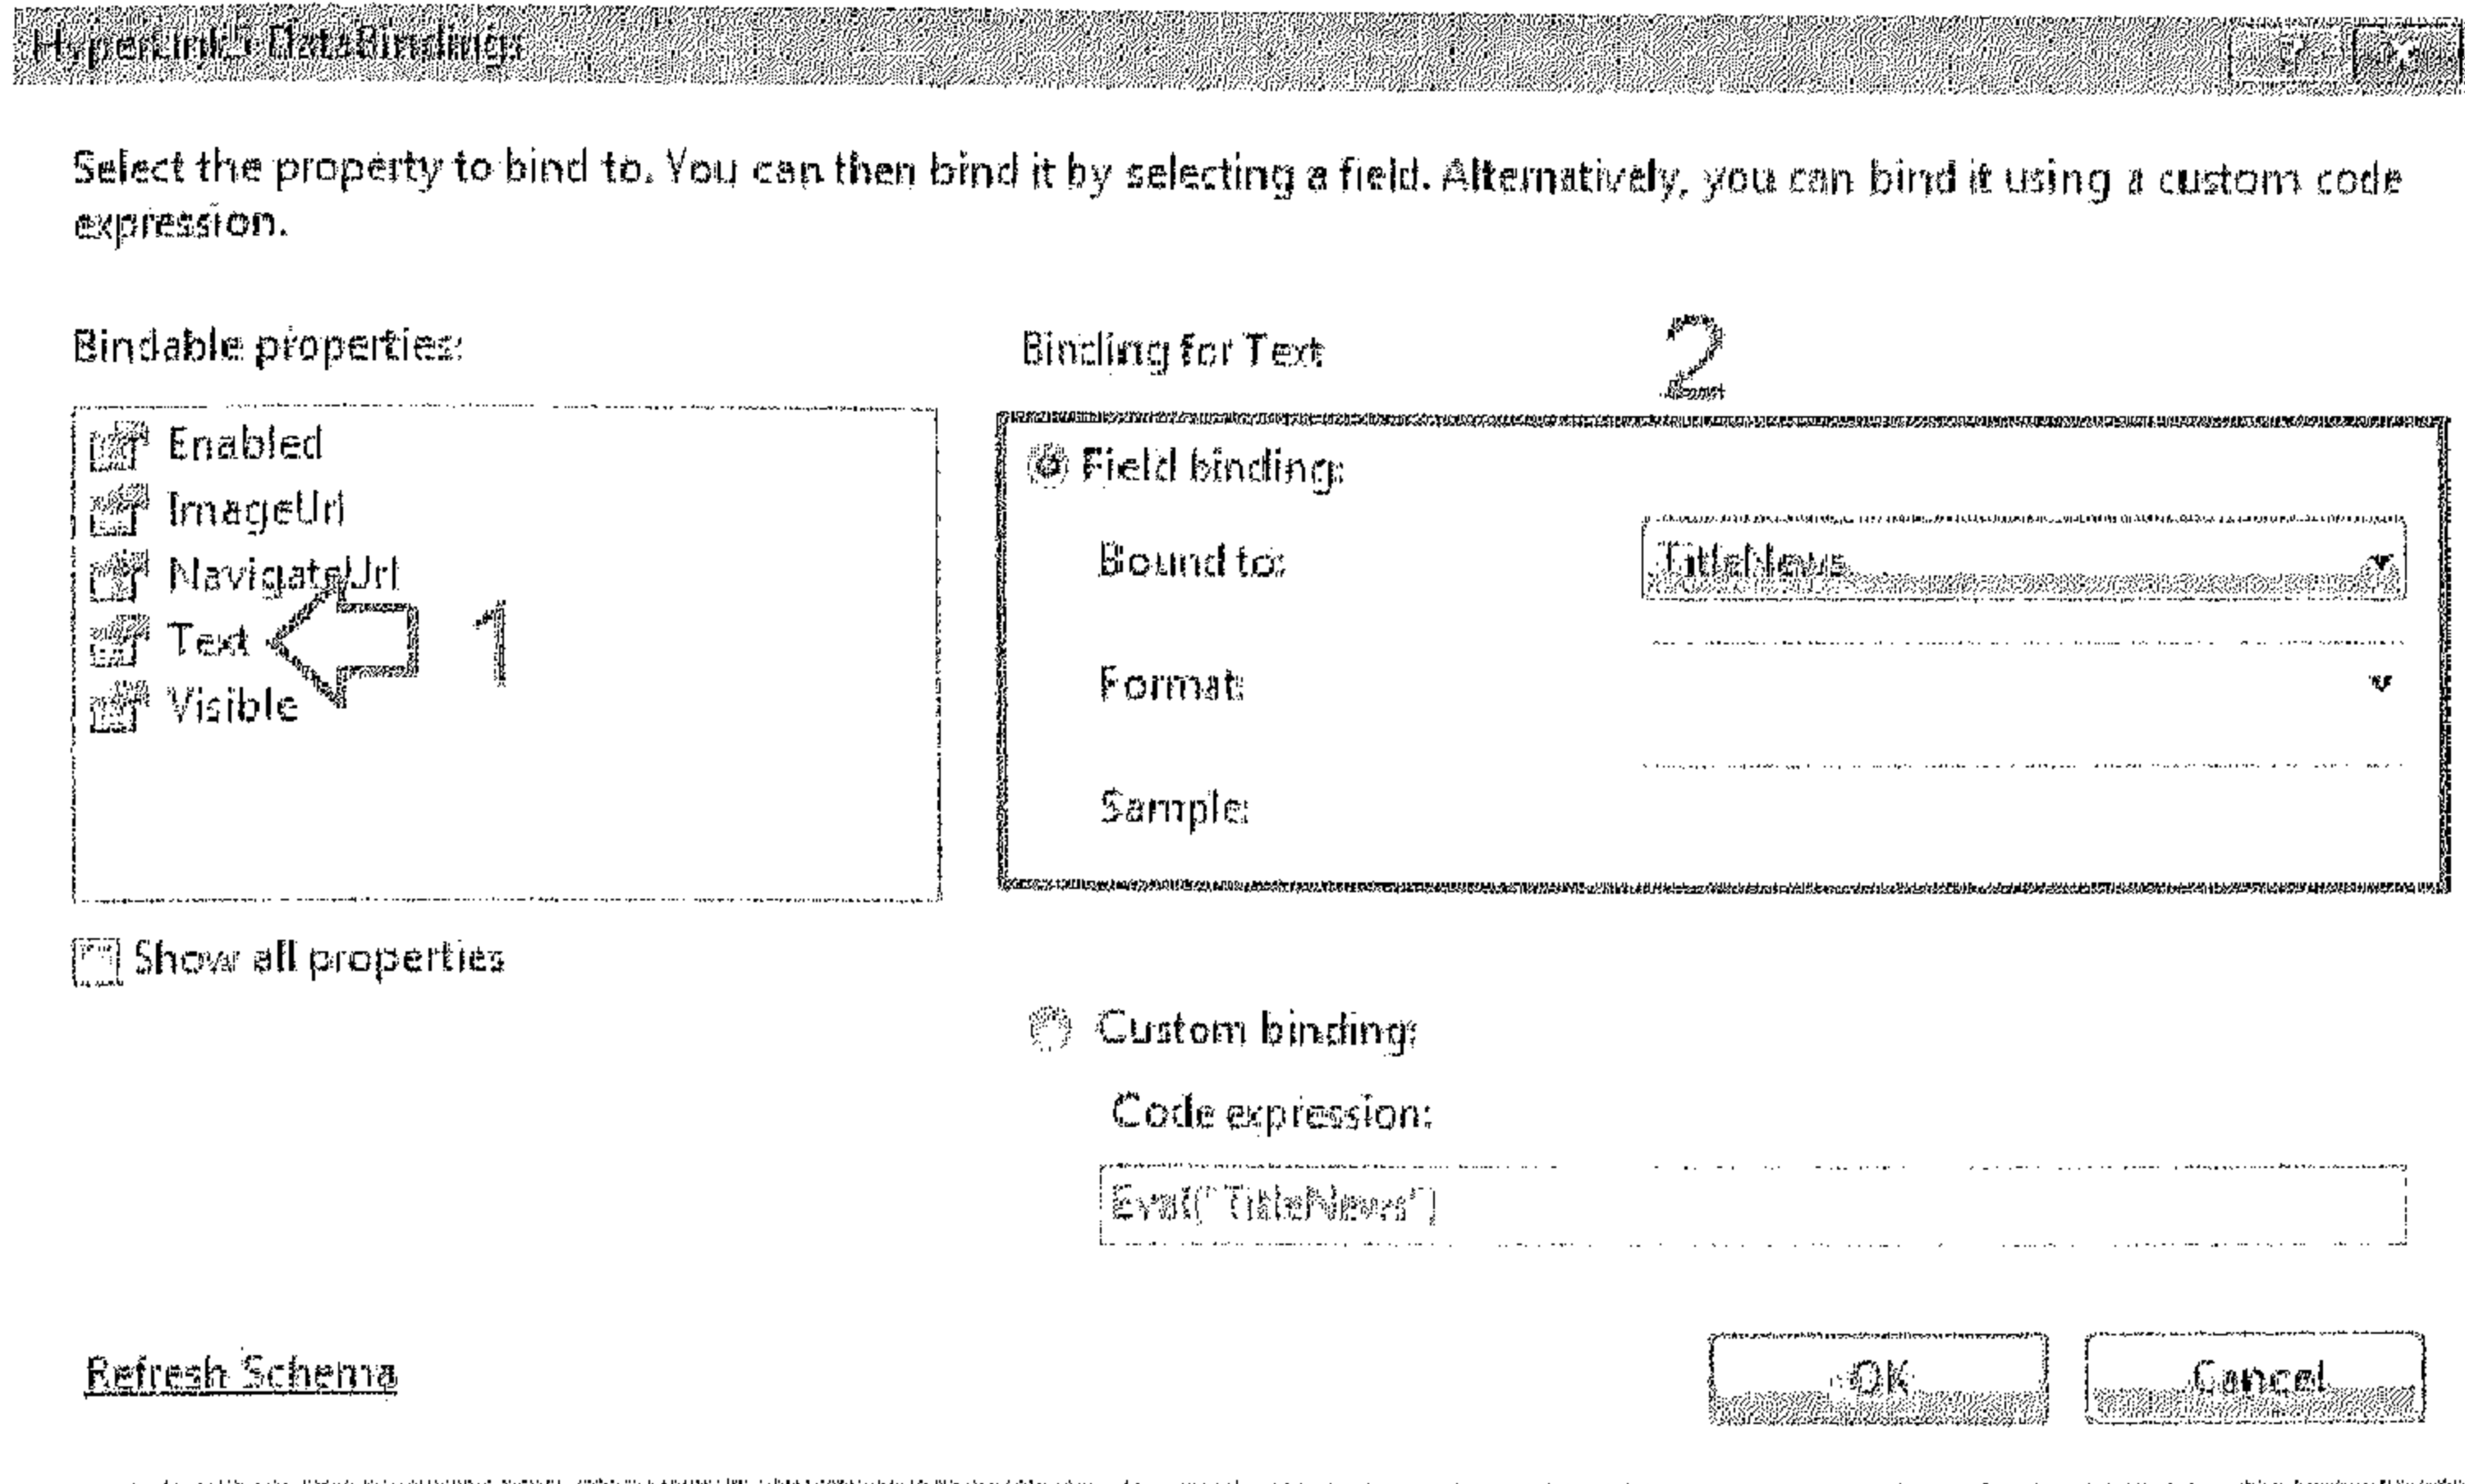 HyperLink5 DataBindings
Select the property to bind to. You can then bind it by selecting a field. Alternatively, you can bind it using a custom code
expression.
Bindable properties:
Enabled
ImageUrl
NavigateUrl
Text
1
Visible
Show all properties
Binding for Text
2
Field binding:
Bound to:
TitleNews
Format:
Sample:
Custom binding:
Code expression:
Eval("TitleNews")
Refresh Schema
OK
Cancel